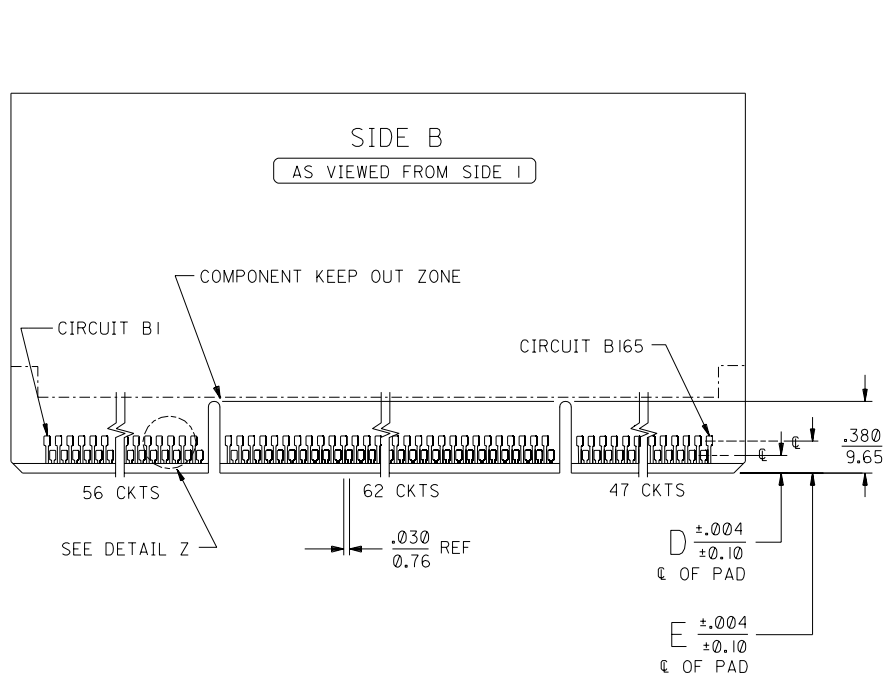 SIDE B
AS VIEWED FROM SIDE 1
COMPONENT KEEP OUT ZONE
CIRCUIT B1
CIRCUIT B165
℄
℄
.380
9.65
56 CKTS
62 CKTS
47 CKTS
SEE DETAIL Z
.030
0.76
REF
D
±.004
±0.10
℄ OF PAD
E
±.004
±0.10
℄ OF PAD